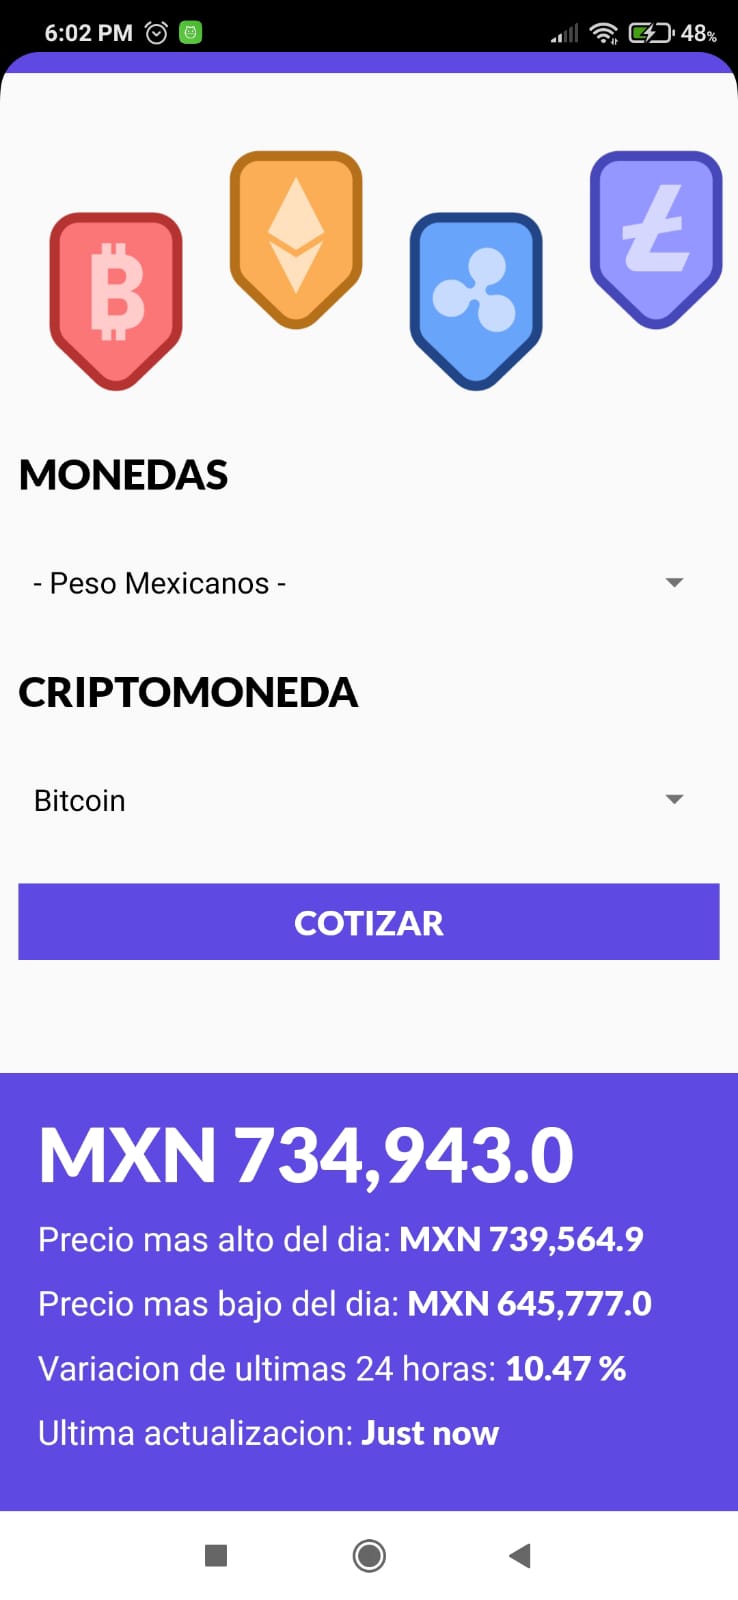 6:02 PM 48%
MONEDAS
- Peso Mexicanos -
CRIPTOMONEDA
Bitcoin
COTIZAR
MXN 734,943.0
Precio mas alto del dia: MXN 739,564.9
Precio mas bajo del dia: MXN 645,777.0
Variacion de ultimas 24 horas: 10.47 %
Ultima actualizacion: Just now